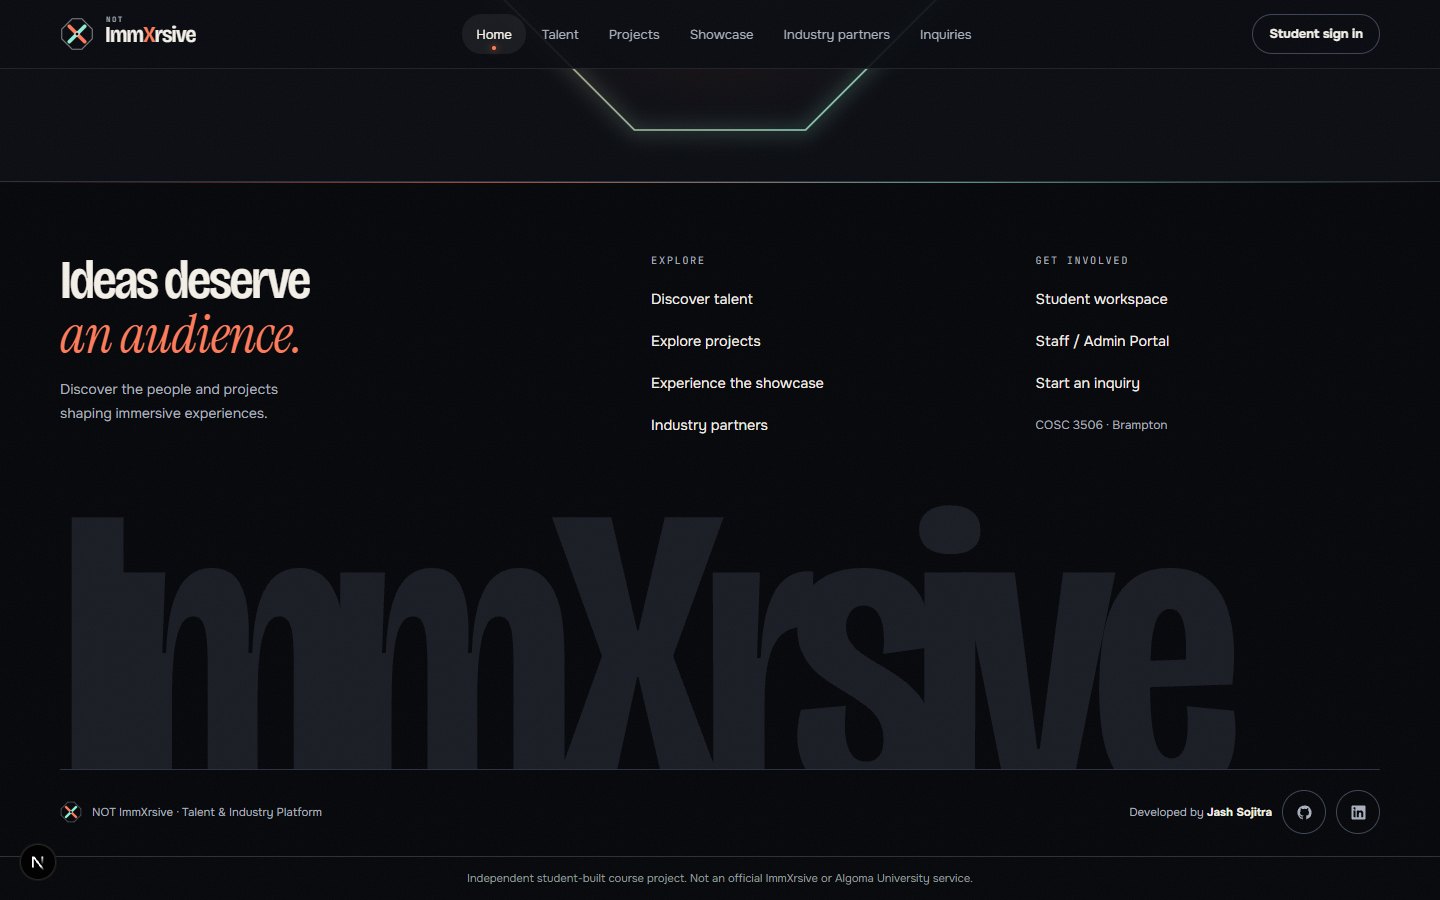 NOT
ImmXrsive
Home
Talent
Projects
Showcase
Industry partners
Inquiries
Student sign in
Ideas deserve
an audience.
Discover the people and projects
shaping immersive experiences.
EXPLORE
Discover talent
Explore projects
Experience the showcase
Industry partners
GET INVOLVED
Student workspace
Staff / Admin Portal
Start an inquiry
COSC 3506 · Brampton
ImmXrsive
NOT ImmXrsive · Talent & Industry Platform
Developed by Jash Sojitra
in
N
Independent student-built course project. Not an official ImmXrsive or Algoma University service.